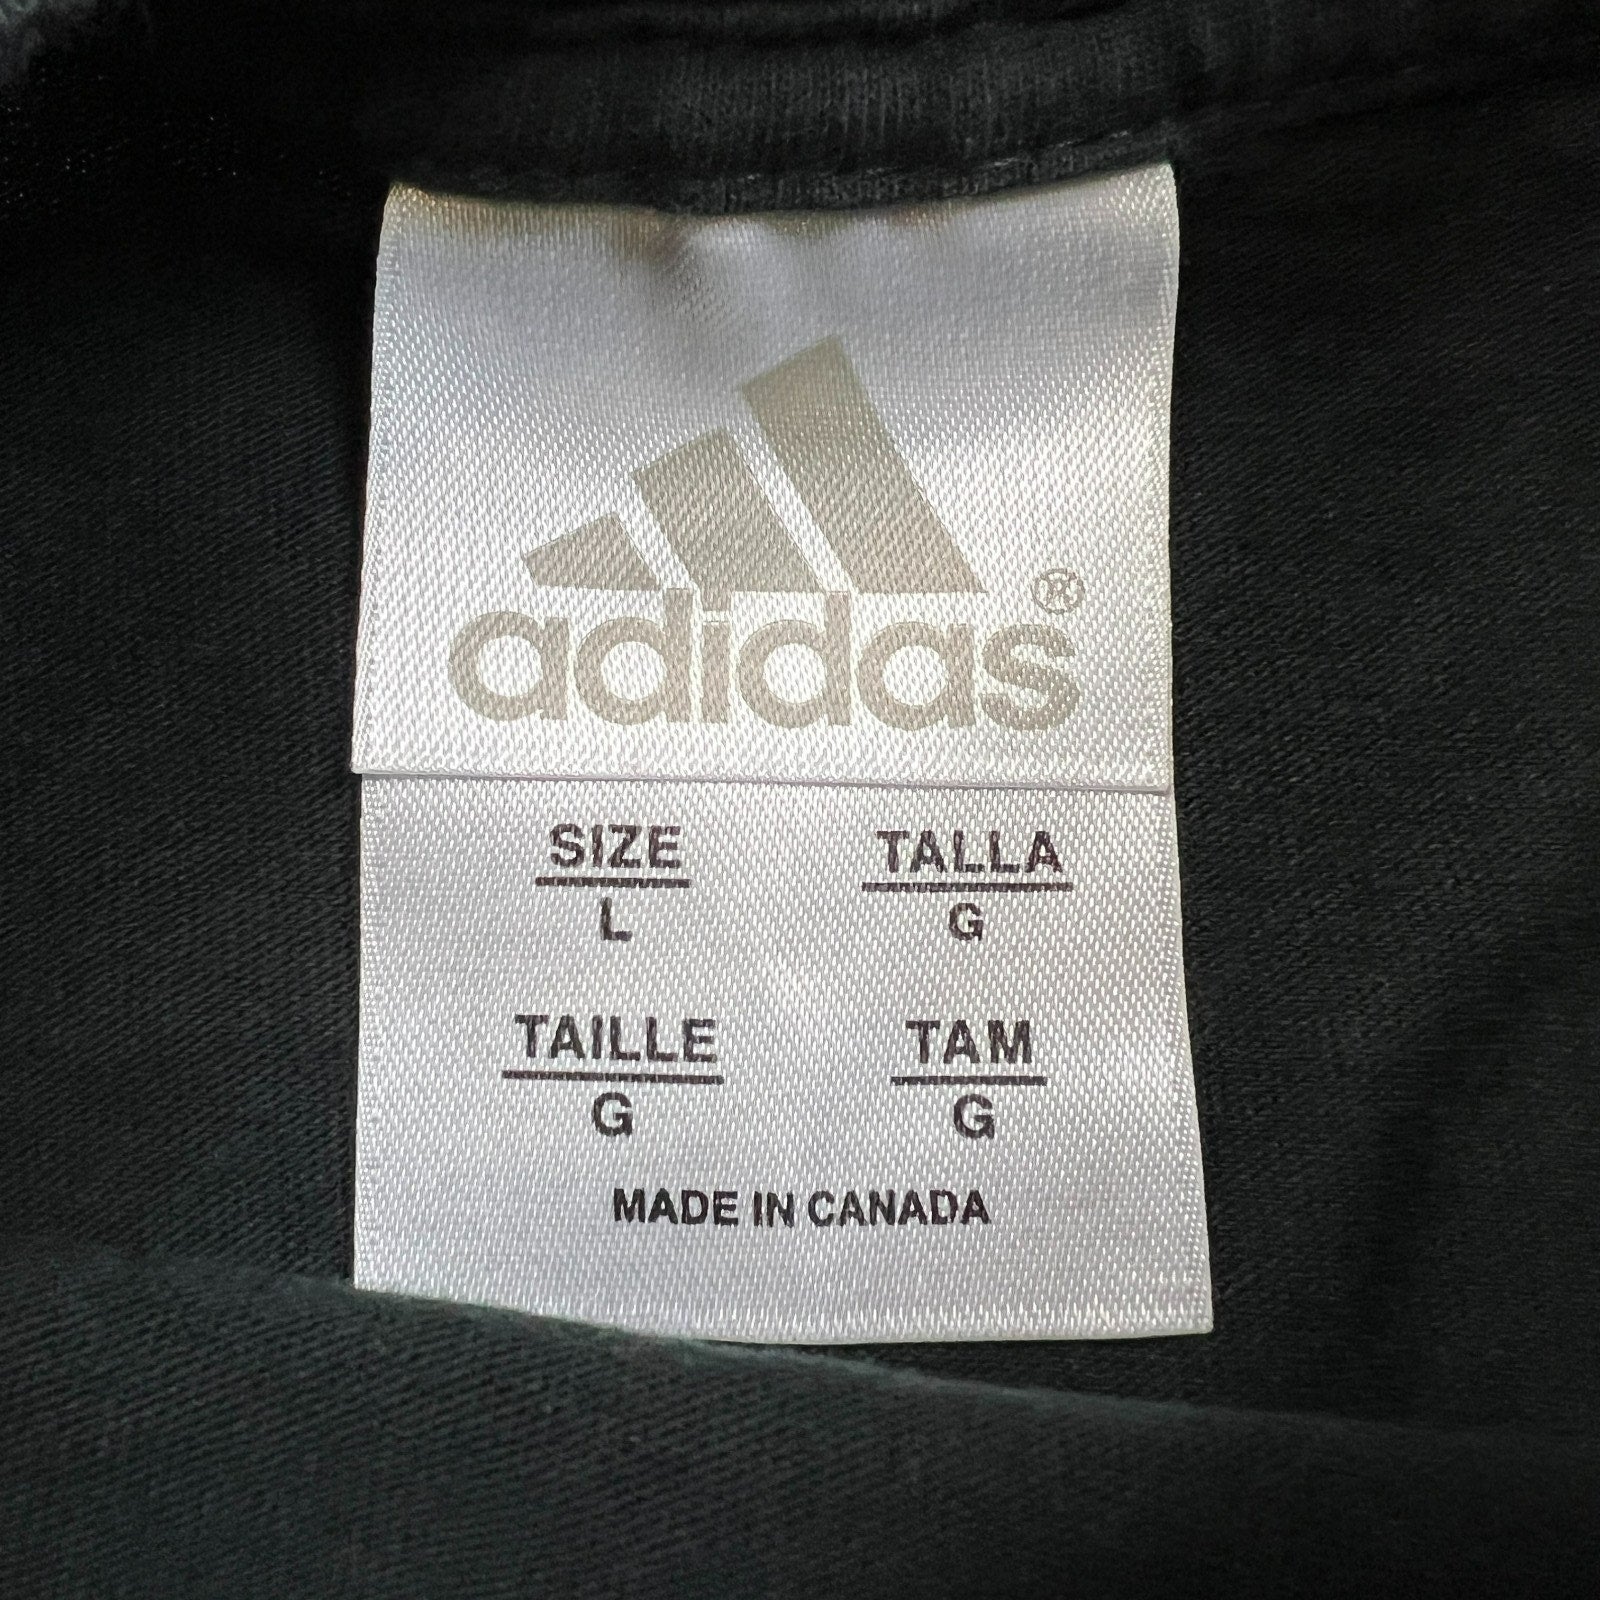 adidas®
SIZE TALLA
L G
TAILLE TAM
G G
MADE IN CANADA